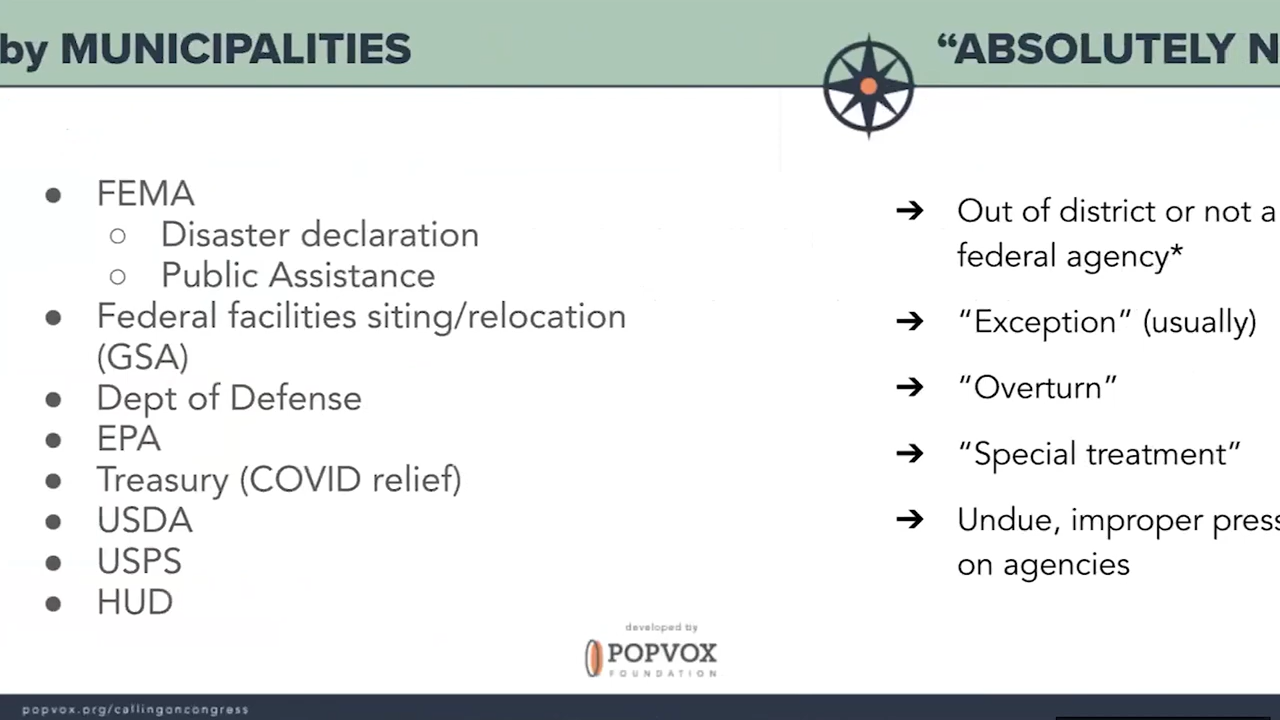 by MUNICIPALITIES
● FEMA
○ Disaster declaration
○ Public Assistance
● Federal facilities siting/relocation
(GSA)
● Dept of Defense
● EPA
● Treasury (COVID relief)
● USDA
● USPS
● HUD
developed by
POPVOX
FOUNDATION
popvox.org/callingoncongress
“ABSOLUTELY N
➔ Out of district or not a
federal agency*
➔ “Exception” (usually)
➔ “Overturn”
➔ “Special treatment”
➔ Undue, improper press
on agencies